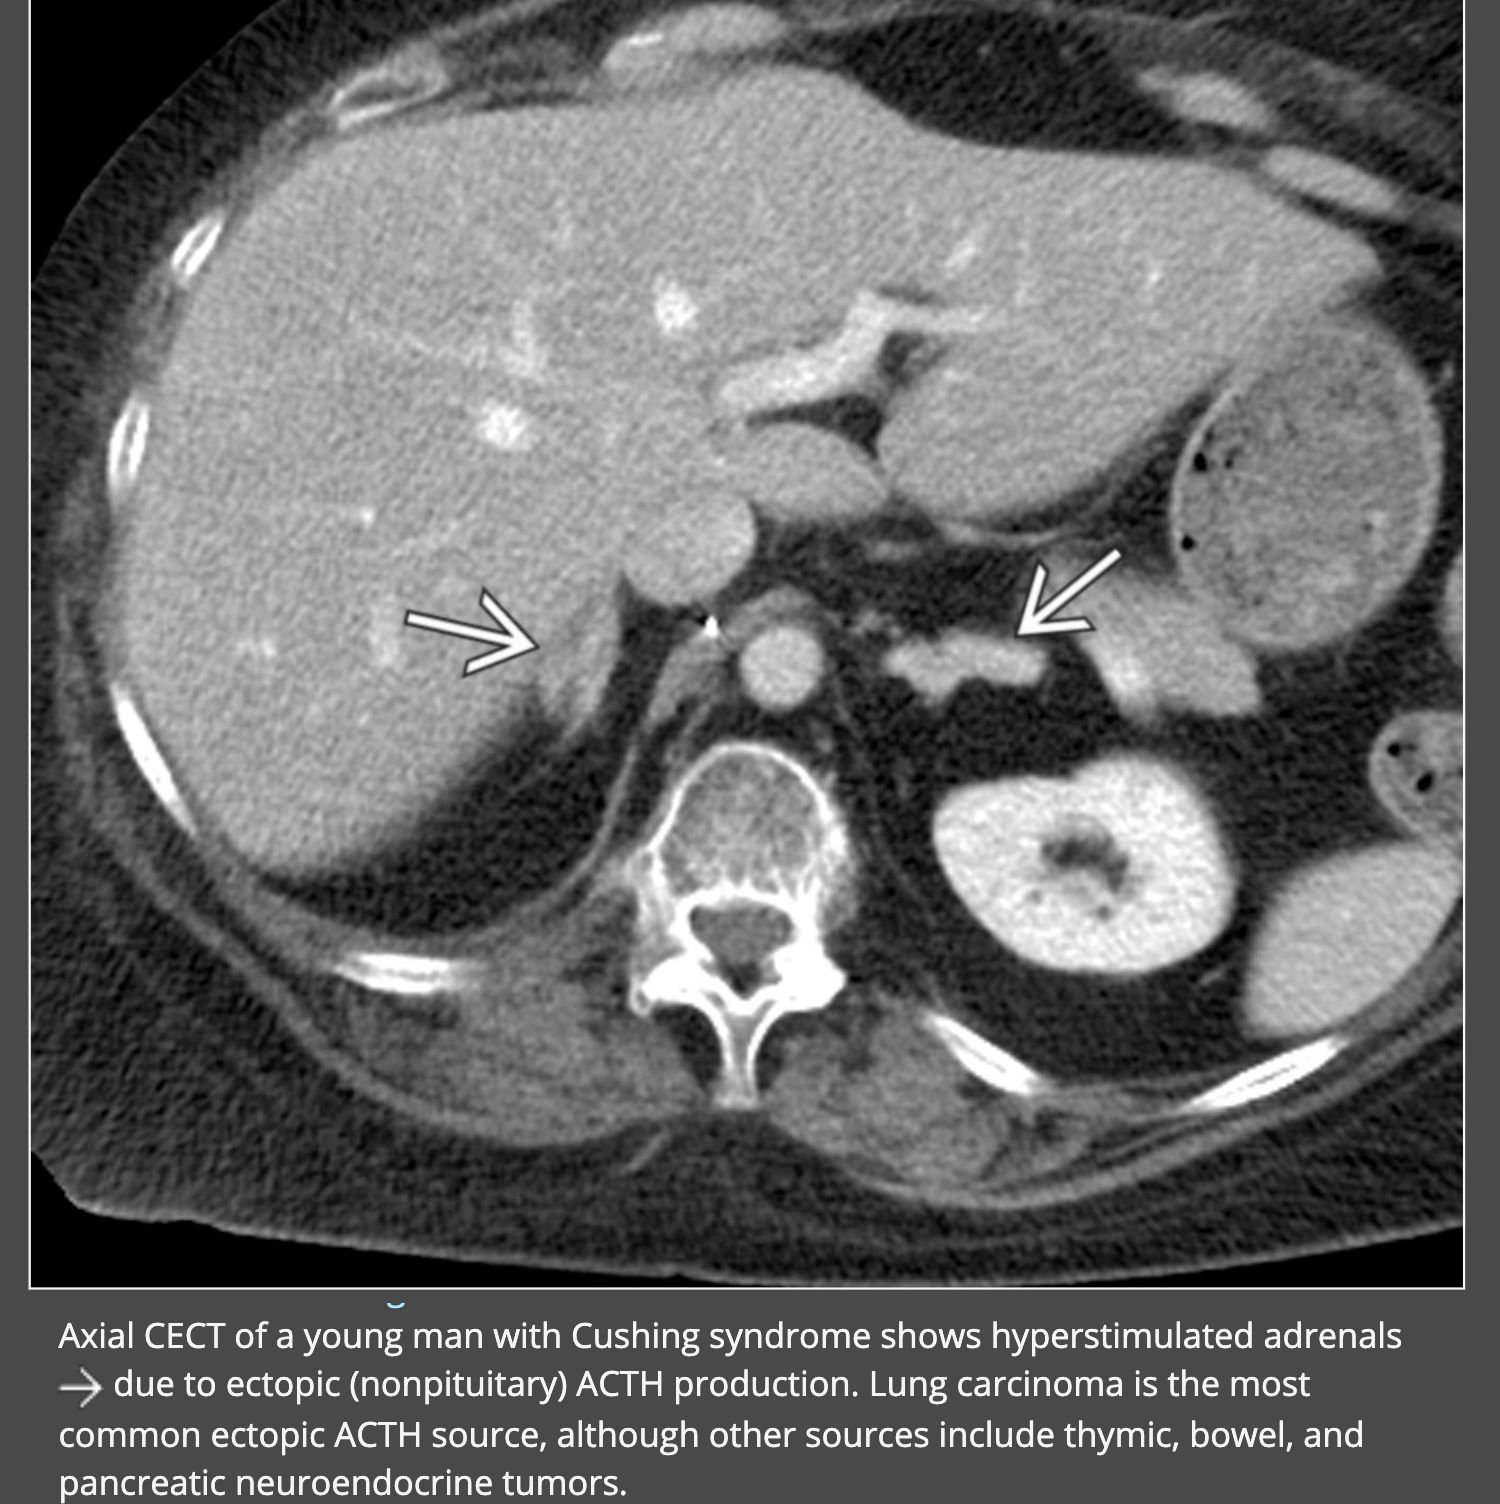 Axial CECT of a young man with Cushing syndrome shows hyperstimulated adrenals
→ due to ectopic (nonpituitary) ACTH production. Lung carcinoma is the most
common ectopic ACTH source, although other sources include thymic, bowel, and
pancreatic neuroendocrine tumors.